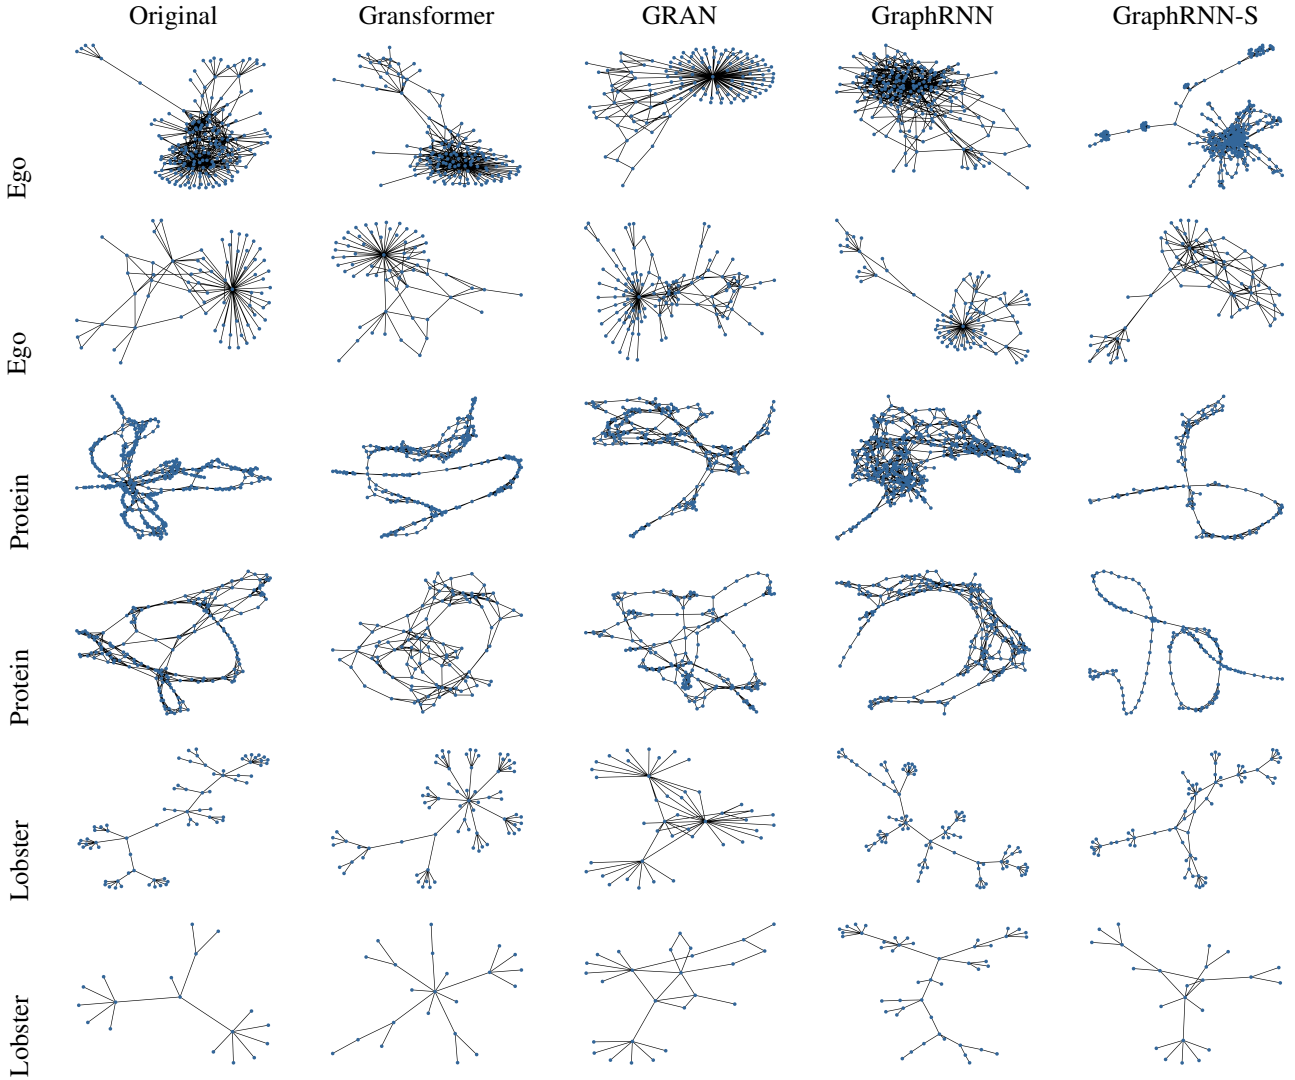 Original Gransformer GRAN GraphRNN GraphRNN-S
Ego
Ego
Protein
Protein
Lobster
Lobster